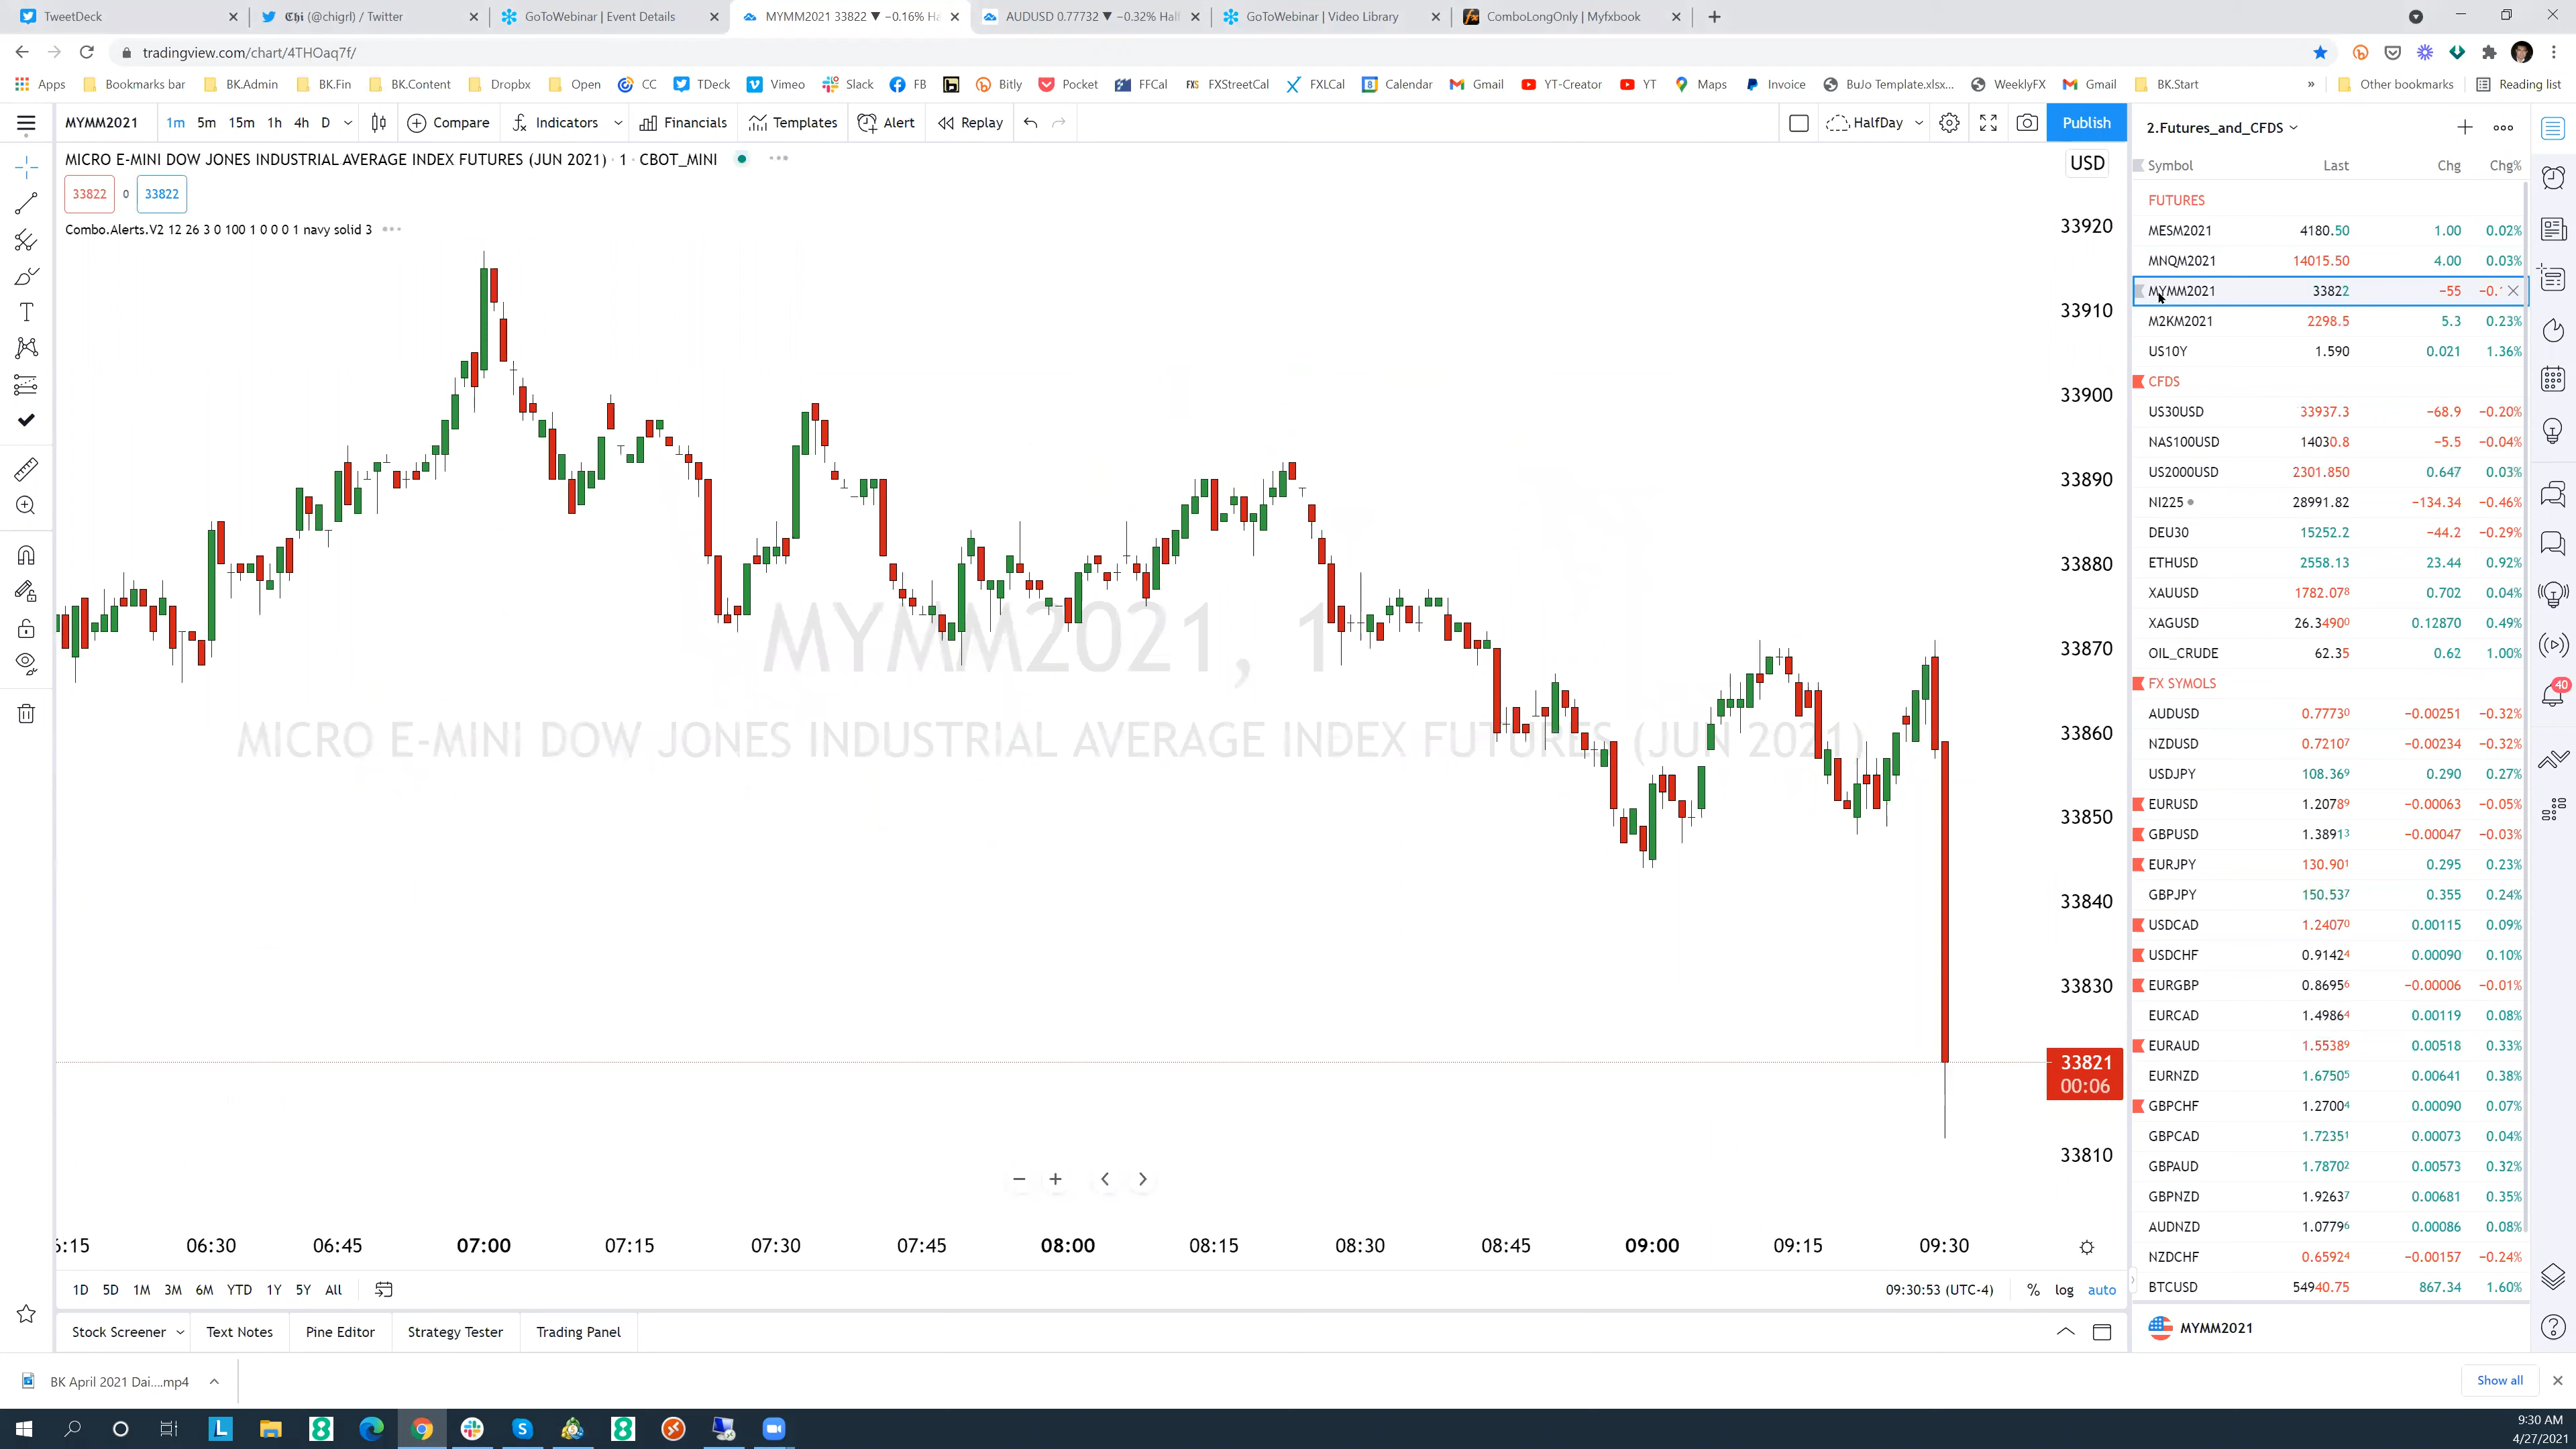 TweetDeck
𝕮𝖍𝖎 (@chigrl) / Twitter
GoToWebinar | Event Details
MYMM2021 33822 ▼ −0.16% Ha
AUDUSD 0.77732 ▼ −0.32% Half
GoToWebinar | Video Library
ComboLongOnly | Myfxbook
tradingview.com/chart/4THOaq7f/
Apps Bookmarks bar BK.Admin BK.Fin BK.Content Dropbx Open CC TDeck Vimeo Slack FB Bitly Pocket FFCal FXStreetCal FXLCal Calendar Gmail YT-Creator YT Maps Invoice BuJo Template.xlsx... WeeklyFX Gmail BK.Start » Other bookmarks Reading list
MYMM2021 1m 5m 15m 1h 4h D Compare Indicators Financials Templates Alert Replay HalfDay Publish
MICRO E-MINI DOW JONES INDUSTRIAL AVERAGE INDEX FUTURES (JUN 2021) · 1 · CBOT_MINI
33822 0 33822
Combo.Alerts.V2 12 26 3 0 100 1 0 0 0 1 navy solid 3
MYMM2021, 1
MICRO E-MINI DOW JONES INDUSTRIAL AVERAGE INDEX FUTURES (JUN 2021)
USD
33920
33910
33900
33890
33880
33870
33860
33850
33840
33830
33821
00:06
33810
06:30 06:45 07:00 07:15 07:30 07:45 08:00 08:15 08:30 08:45 09:00 09:15 09:30
1D 5D 1M 3M 6M YTD 1Y 5Y All
09:30:53 (UTC-4) % log auto
Stock Screener Text Notes Pine Editor Strategy Tester Trading Panel
2.Futures_and_CFDS
Symbol Last Chg Chg%
FUTURES
MESM2021 4180.50 1.00 0.02%
MNQM2021 14015.50 4.00 0.03%
MYMM2021 33822 −55
M2KM2021 2298.5 5.3 0.23%
US10Y 1.590 0.021 1.36%
CFDS
US30USD 33937.3 −68.9 −0.20%
NAS100USD 14030.8 −5.5 −0.04%
US2000USD 2301.850 0.647 0.03%
NI225 28991.82 −134.34 −0.46%
DEU30 15252.2 −44.2 −0.29%
ETHUSD 2558.13 23.44 0.92%
XAUUSD 1782.078 0.702 0.04%
XAGUSD 26.34900 0.12870 0.49%
OIL_CRUDE 62.35 0.62 1.00%
FX SYMOLS
AUDUSD 0.77730 −0.00251 −0.32%
NZDUSD 0.72107 −0.00234 −0.32%
USDJPY 108.369 0.290 0.27%
EURUSD 1.20789 −0.00063 −0.05%
GBPUSD 1.38913 −0.00047 −0.03%
EURJPY 130.901 0.295 0.23%
GBPJPY 150.537 0.355 0.24%
USDCAD 1.24070 0.00115 0.09%
USDCHF 0.91424 0.00090 0.10%
EURGBP 0.86956 −0.00006 −0.01%
EURCAD 1.49864 0.00119 0.08%
EURAUD 1.55389 0.00518 0.33%
EURNZD 1.67505 0.00641 0.38%
GBPCHF 1.27004 0.00090 0.07%
GBPCAD 1.72351 0.00073 0.04%
GBPAUD 1.78702 0.00573 0.32%
GBPNZD 1.92637 0.00681 0.35%
AUDNZD 1.07796 0.00086 0.08%
NZDCHF 0.65924 −0.00157 −0.24%
BTCUSD 54940.75 867.34 1.60%
MYMM2021
40
BK April 2021 Dai....mp4
Show all
9:30 AM
4/27/2021